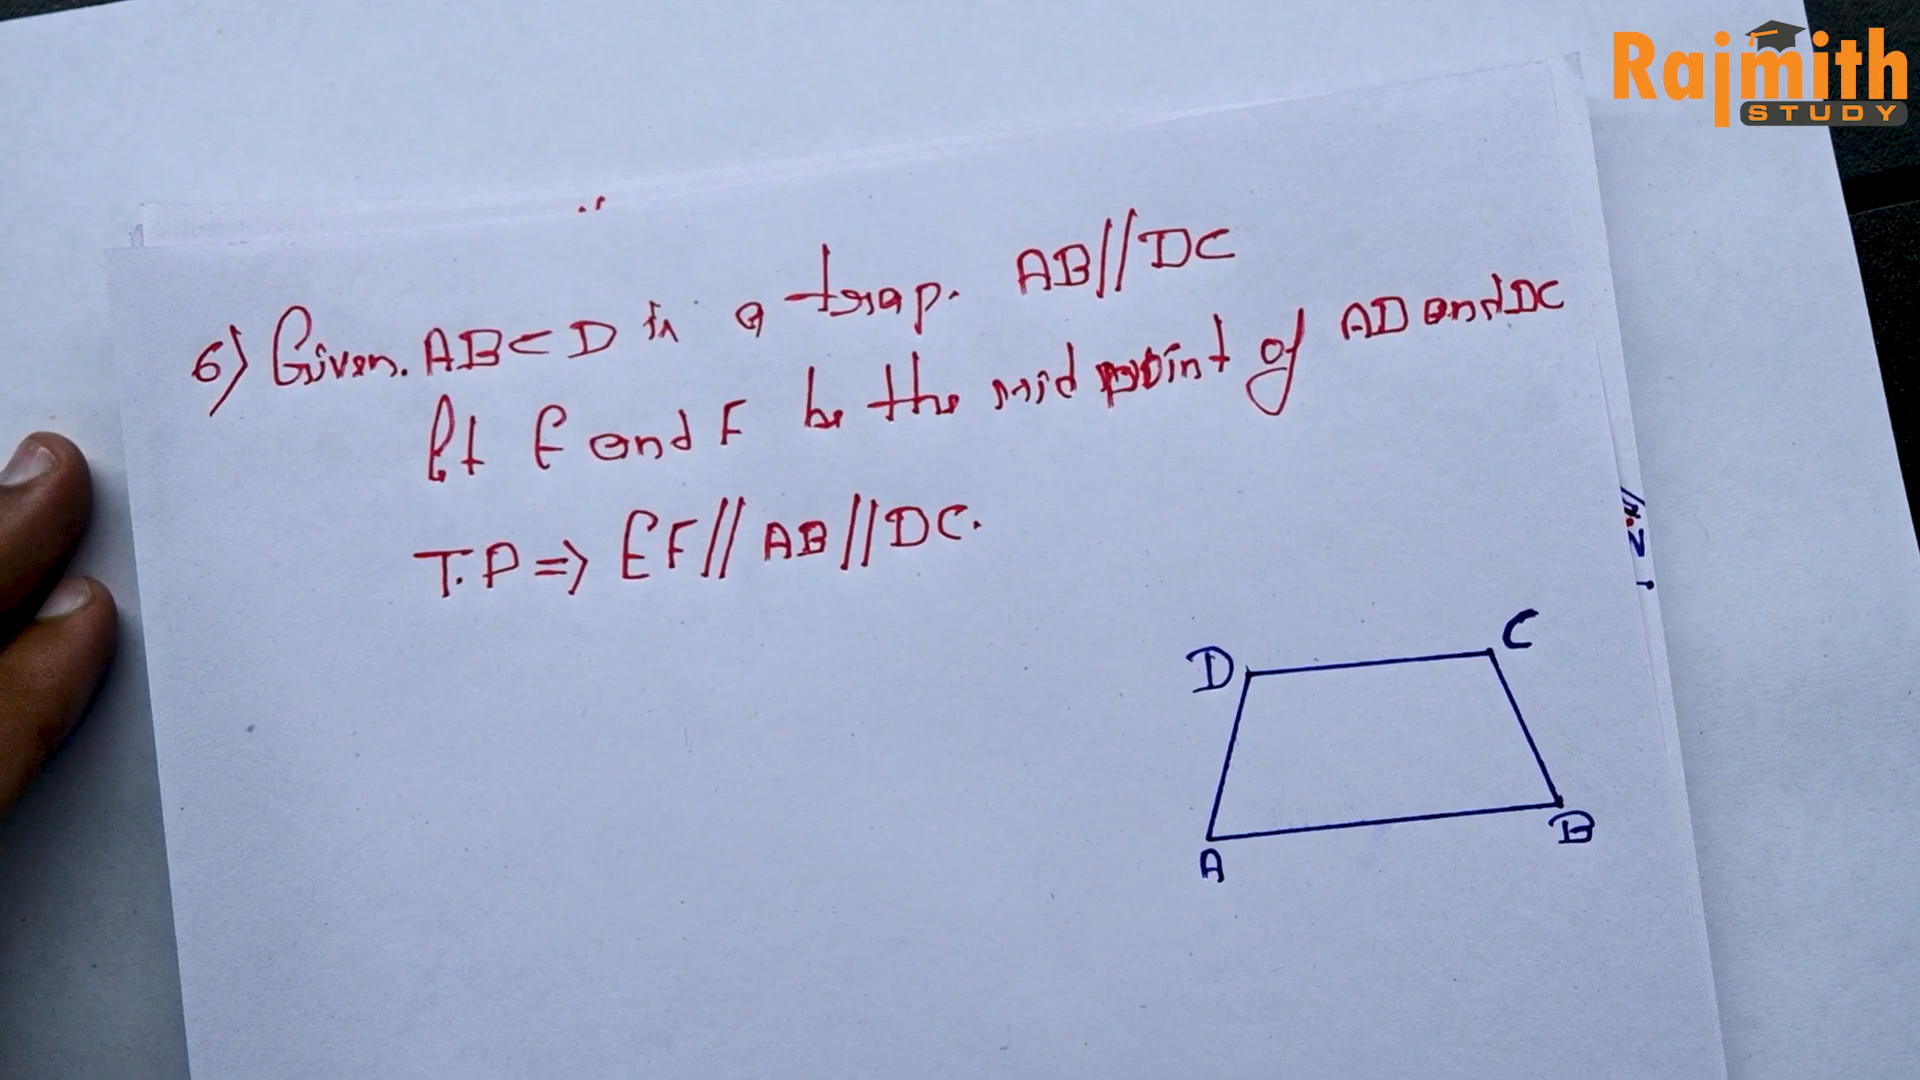 Rajmith
STUDY
6) Given. ABCD is a trap. AB//DC
let E and F be the mid point of AD and DC
T.P => EF// AB//DC.
D
C
A
B